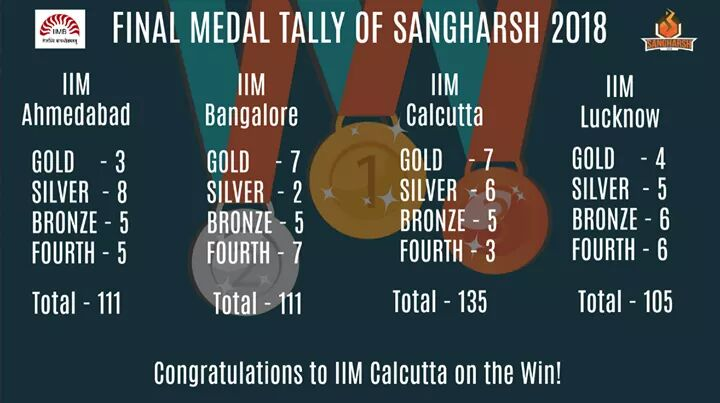 IIMB
FINAL MEDAL TALLY OF SANGHARSH 2018
SANGHARSH
IIM
Ahmedabad
GOLD - 3
SILVER - 8
BRONZE - 5
FOURTH - 5
Total - 111
IIM
Bangalore
GOLD - 7
SILVER - 2
BRONZE - 5
FOURTH - 7
Total - 111
IIM
Calcutta
GOLD - 7
SILVER - 6
BRONZE - 5
FOURTH - 3
Total - 135
IIM
Lucknow
GOLD - 4
SILVER - 5
BRONZE - 6
FOURTH - 6
Total - 105
1
2
3
Congratulations to IIM Calcutta on the Win!